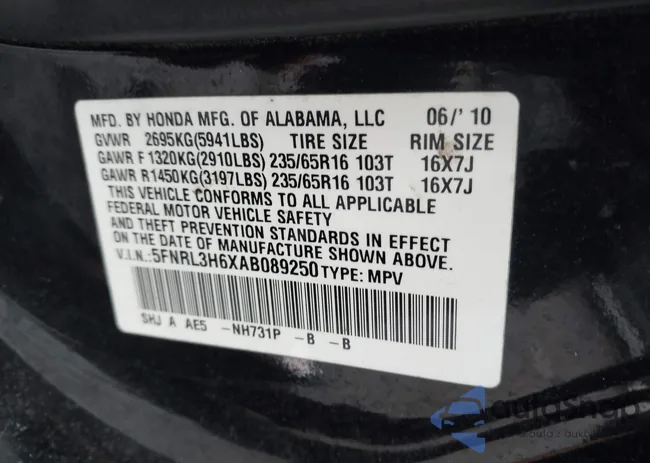 MFD. BY HONDA MFG. OF ALABAMA, LLC 06/' 10
GVWR 2695KG(5941LBS) TIRE SIZE RIM SIZE
GAWR F 1320KG(2910LBS) 235/65R16 103T 16X7J
GAWR R1450KG(3197LBS) 235/65R16 103T 16X7J
THIS VEHICLE CONFORMS TO ALL APPLICABLE
FEDERAL MOTOR VEHICLE SAFETY
AND THEFT PREVENTION STANDARDS IN EFFECT
ON THE DATE OF MANUFACTURE SHOWN ABOVE.
V.I.N.:5FNRL3H6XAB089250 TYPE: MPV
SHJ A AE5 -NH731P -B -B
autoShop